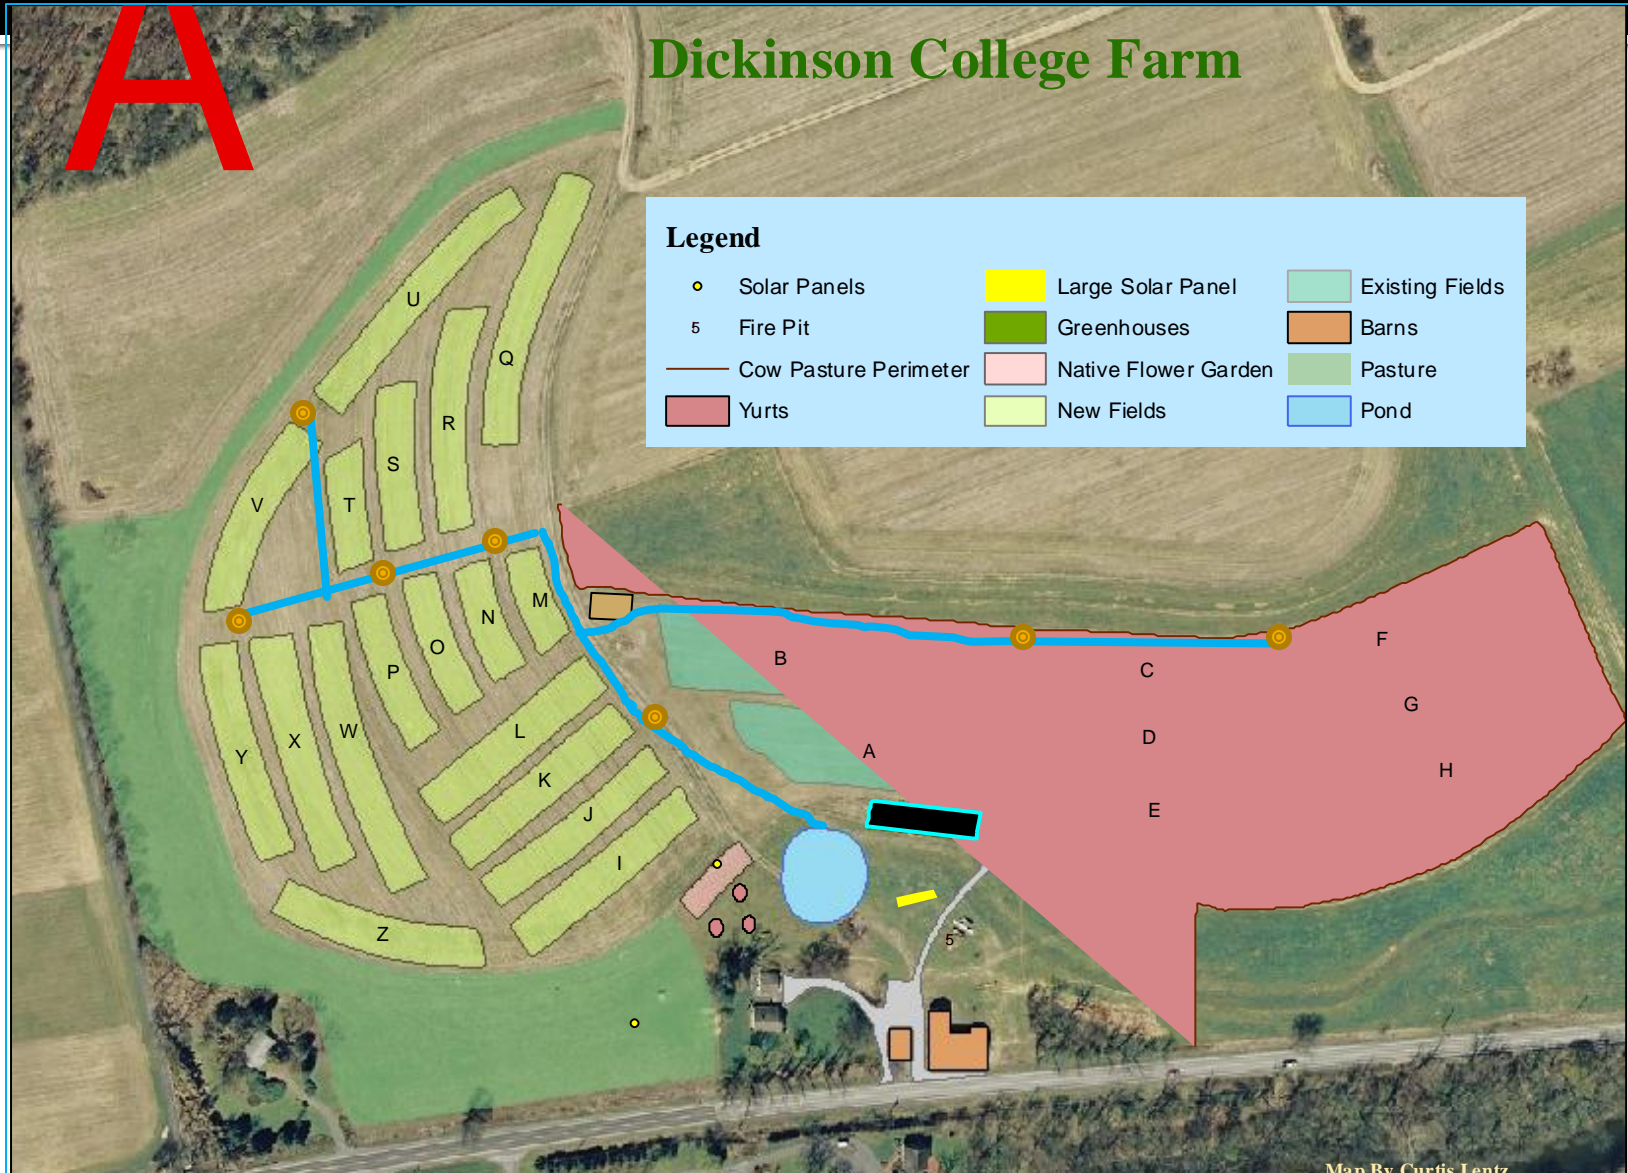 A
Dickinson College Farm
Legend
Solar Panels
Large Solar Panel
Existing Fields
5 Fire Pit
Greenhouses
Barns
Cow Pasture Perimeter
Native Flower Garden
Pasture
Yurts
New Fields
Pond
U
Q
R
S
V
T
M
N
O
P
B
C
F
G
L
W
X
Y
D
A
H
K
J
E
I
Z
5
Map By Curtis Lentz